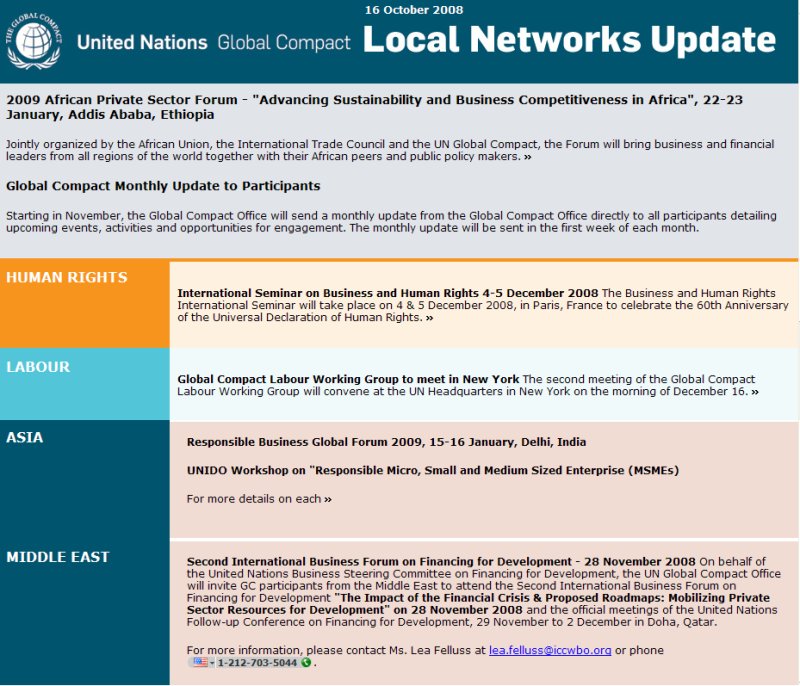 16 October 2008
THE GLOBAL COMPACT
United Nations Global Compact Local Networks Update
2009 African Private Sector Forum - "Advancing Sustainability and Business Competitiveness in Africa", 22-23
January, Addis Ababa, Ethiopia
Jointly organized by the African Union, the International Trade Council and the UN Global Compact, the Forum will bring business and financial
leaders from all regions of the world together with their African peers and public policy makers. »
Global Compact Monthly Update to Participants
Starting in November, the Global Compact Office will send a monthly update from the Global Compact Office directly to all participants detailing
upcoming events, activities and opportunities for engagement. The monthly update will be sent in the first week of each month.
HUMAN RIGHTS
International Seminar on Business and Human Rights 4-5 December 2008 The Business and Human Rights
International Seminar will take place on 4 & 5 December 2008, in Paris, France to celebrate the 60th Anniversary
of the Universal Declaration of Human Rights. »
LABOUR
Global Compact Labour Working Group to meet in New York The second meeting of the Global Compact
Labour Working Group will convene at the UN Headquarters in New York on the morning of December 16. »
ASIA
Responsible Business Global Forum 2009, 15-16 January, Delhi, India
UNIDO Workshop on "Responsible Micro, Small and Medium Sized Enterprise (MSMEs)
For more details on each »
MIDDLE EAST
Second International Business Forum on Financing for Development - 28 November 2008 On behalf of
the United Nations Business Steering Committee on Financing for Development, the UN Global Compact Office
will invite GC participants from the Middle East to attend the Second International Business Forum on
Financing for Development "The Impact of the Financial Crisis & Proposed Roadmaps: Mobilizing Private
Sector Resources for Development" on 28 November 2008 and the official meetings of the United Nations
Follow-up Conference on Financing for Development, 29 November to 2 December in Doha, Qatar.
For more information, please contact Ms. Lea Felluss at lea.felluss@iccwbo.org or phone
1-212-703-5044 .